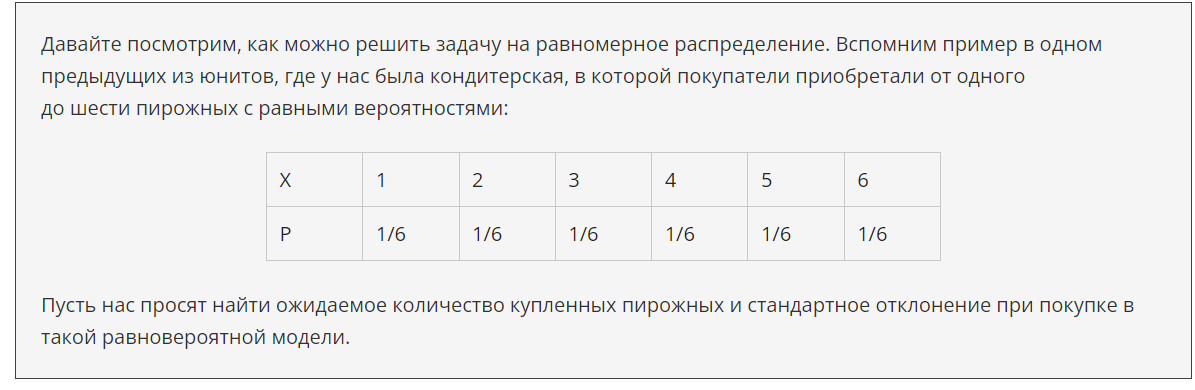 Давайте посмотрим, как можно решить задачу на равномерное распределение. Вспомним пример в одном
предыдущих из юнитов, где у нас была кондитерская, в которой покупатели приобретали от одного
до шести пирожных с равными вероятностями:
X 1 2 3 4 5 6
P 1/6 1/6 1/6 1/6 1/6 1/6
Пусть нас просят найти ожидаемое количество купленных пирожных и стандартное отклонение при покупке в
такой равновероятной модели.